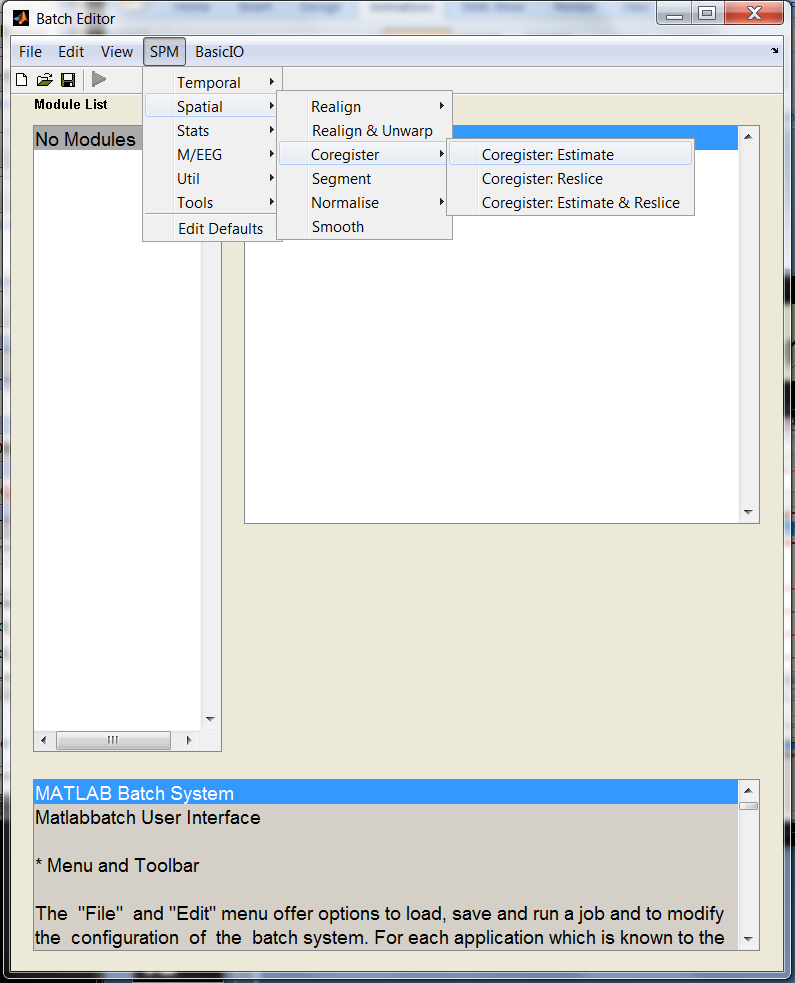 Batch Editor
File Edit View SPM BasicIO
Module List
No Modules
Temporal
Spatial
Stats
M/EEG
Util
Tools
Edit Defaults
Realign
Realign & Unwarp
Coregister
Segment
Normalise
Smooth
Coregister: Estimate
Coregister: Reslice
Coregister: Estimate & Reslice
MATLAB Batch System
Matlabbatch User Interface
* Menu and Toolbar
The "File" and "Edit" menu offer options to load, save and run a job and to modify
the configuration of the batch system. For each application which is known to the